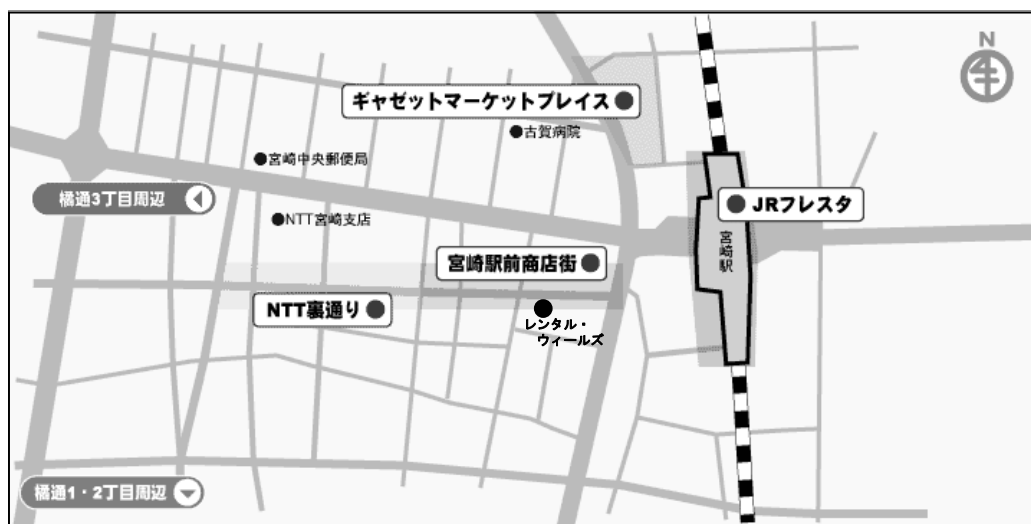 N
ギャゼットマーケットプレイス
古賀病院
宮崎中央郵便局
橘通3丁目周辺
JRフレスタ
NTT宮崎支店
宮崎駅
宮崎駅前商店街
NTT裏通り
レンタル・
ウィールズ
橘通1・2丁目周辺